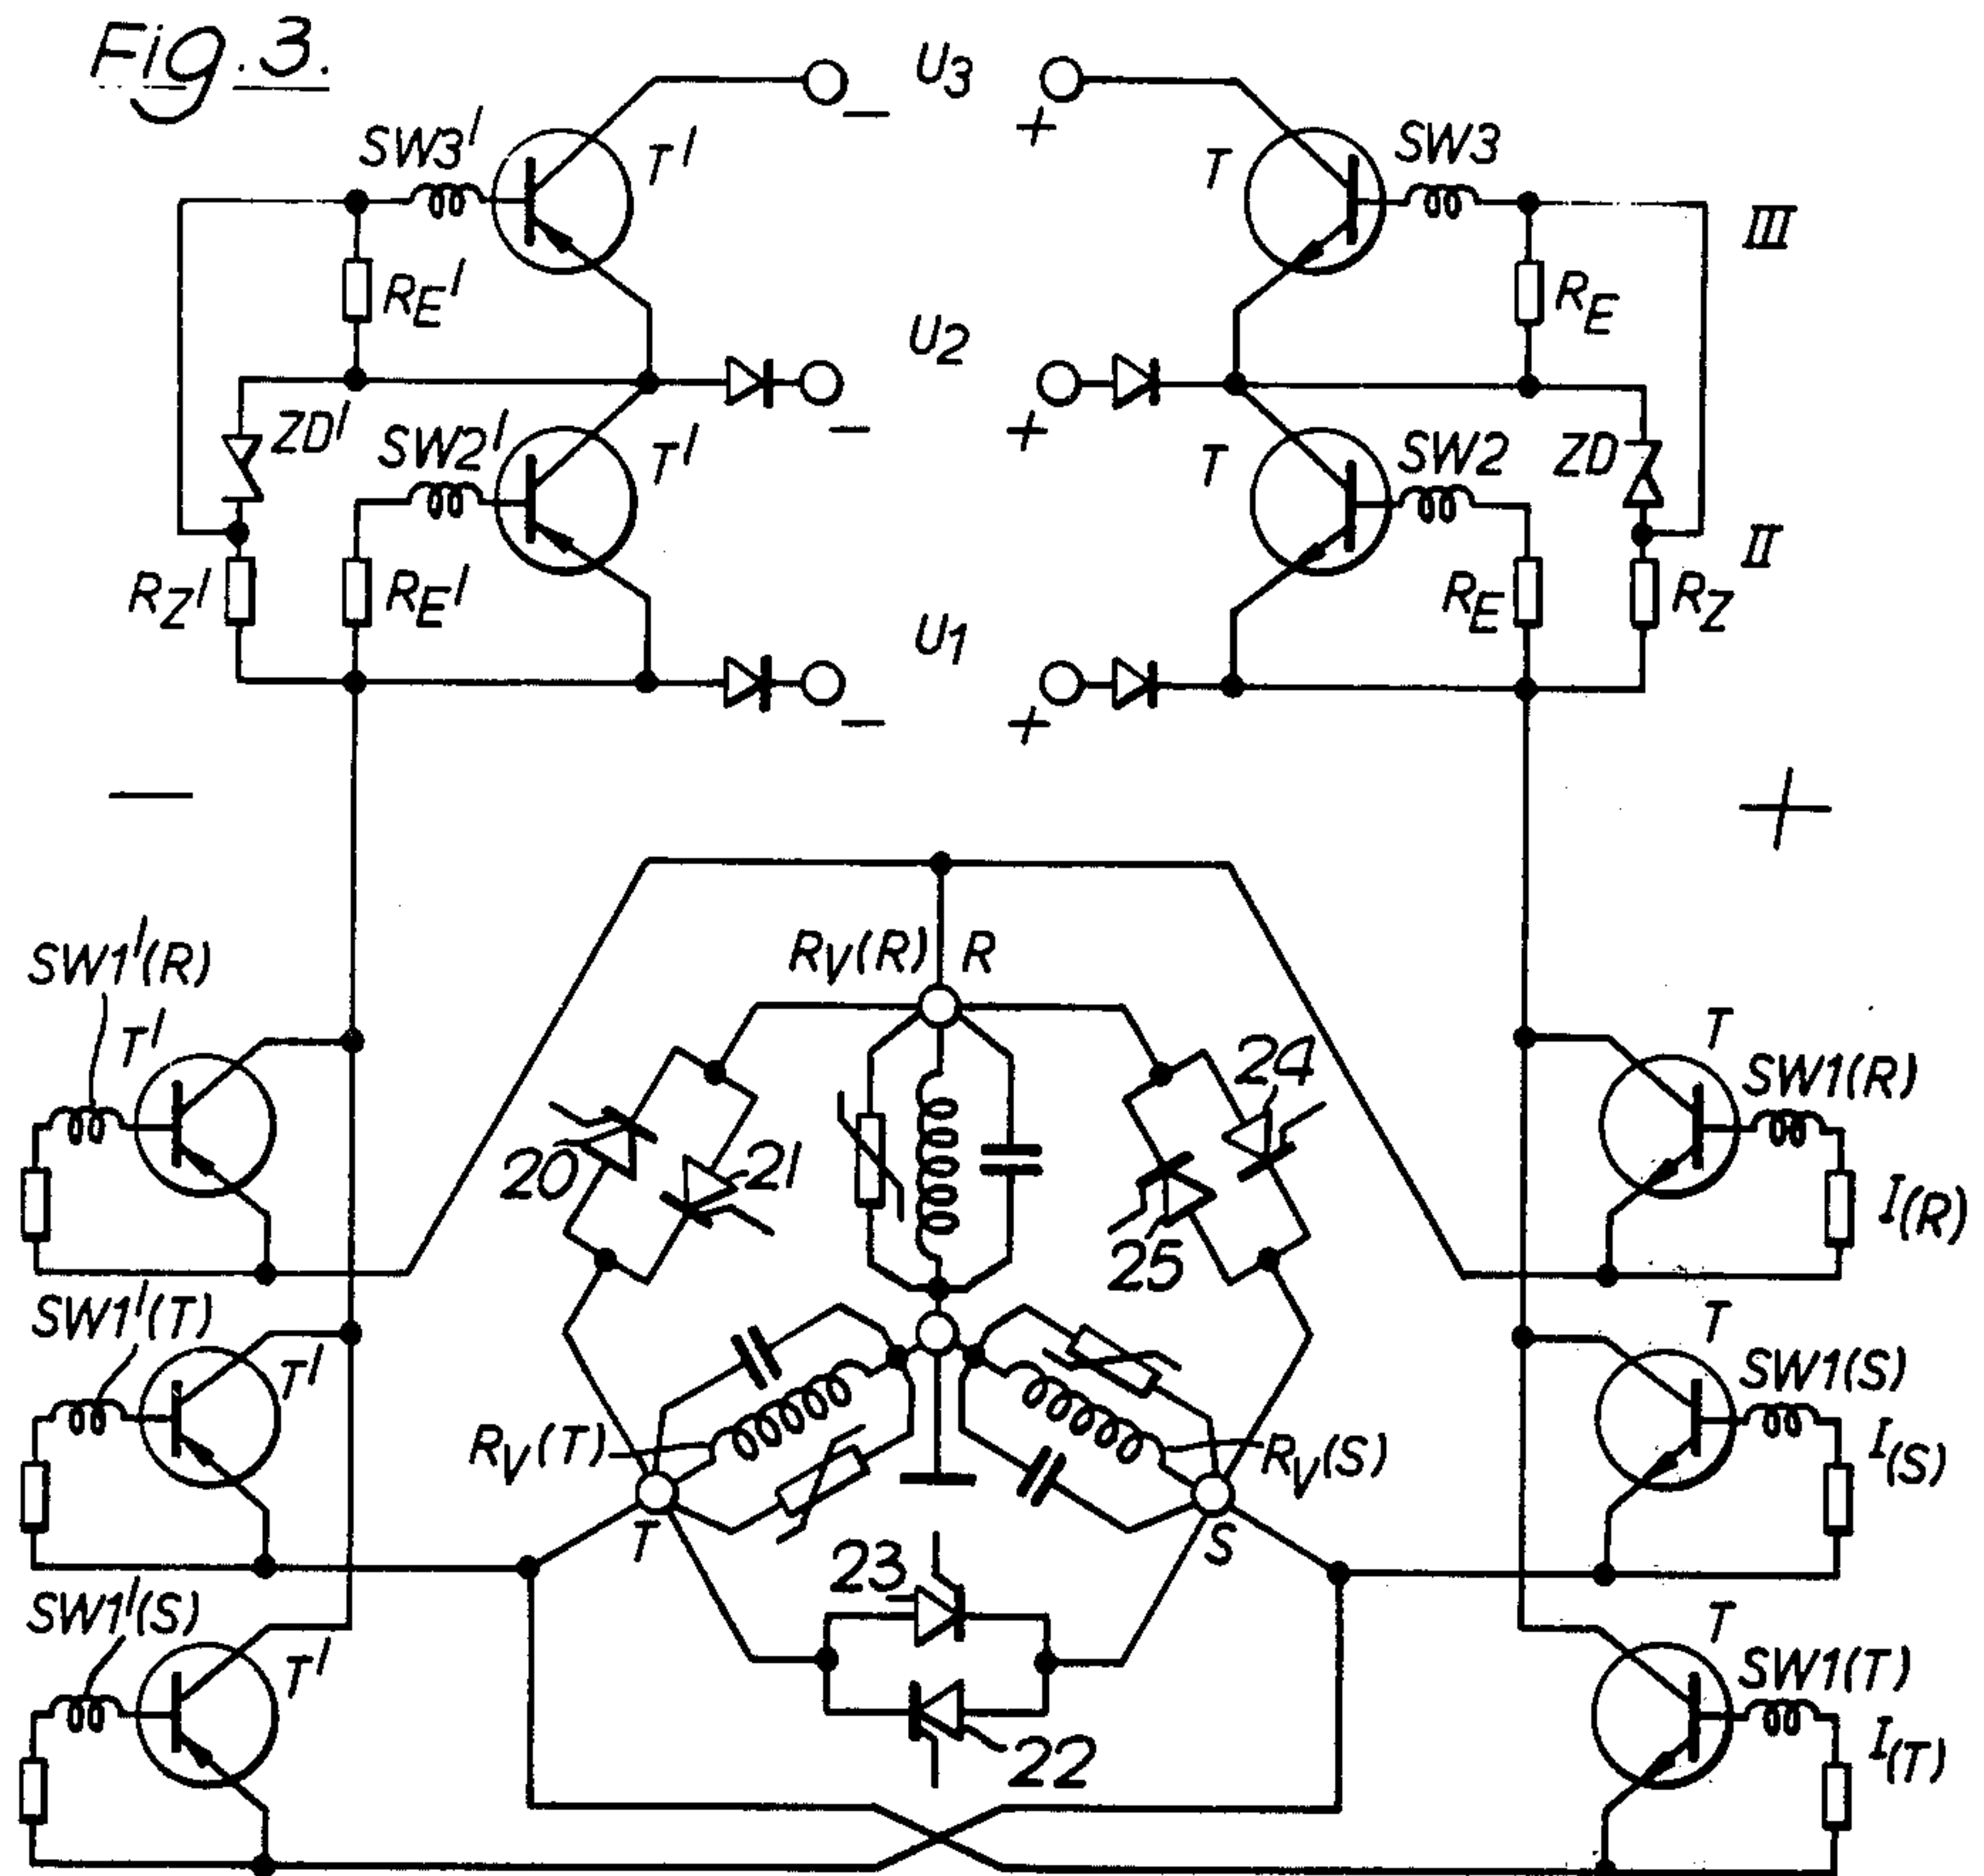 Fig. 3.
U3
− +
SW3' T' T SW3
III
RE' RE
U2
− +
ZD' SW2' T' T SW2 ZD
II
RZ' RE' RE RZ
U1
− +
− +
SW1'(R) RV(R) R
T' T
SW1(R)
24
20 21
I(R)
25
SW1'(T) T
T' SW1(S)
I(S)
RV(T) RV(S)
T S
23
SW1'(S) T
T' SW1(T)
I(T)
22